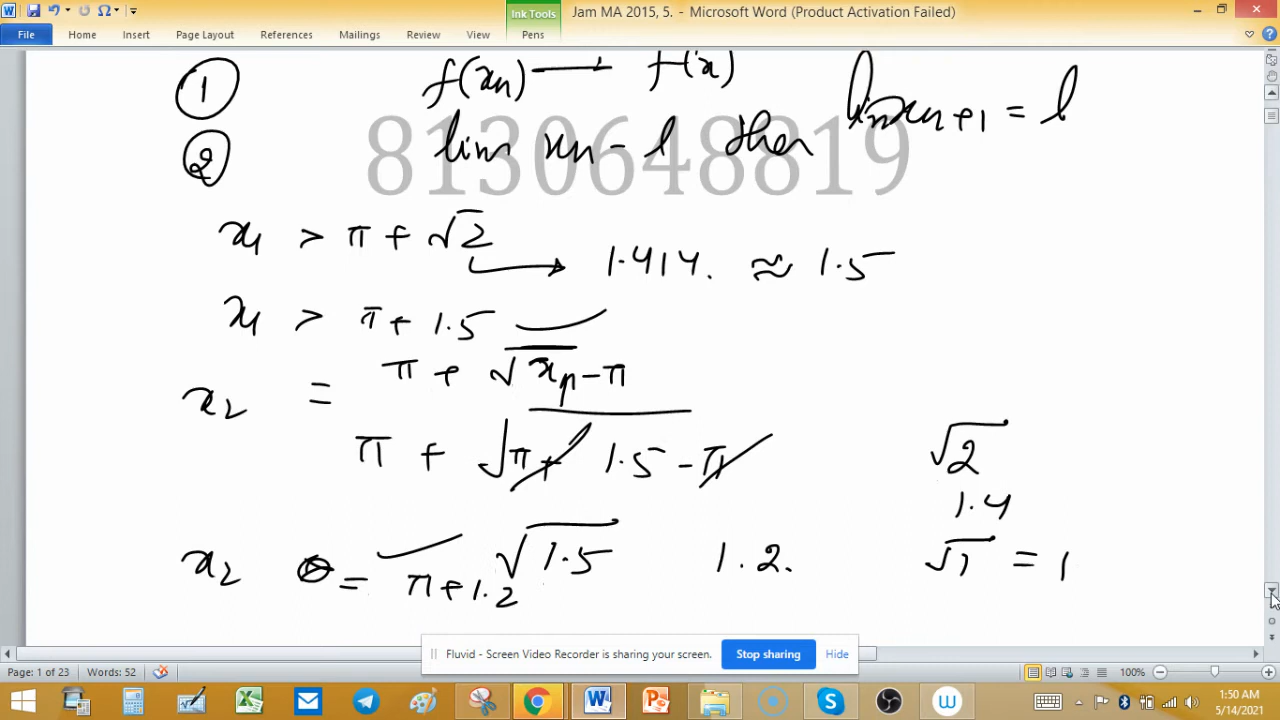 Ink Tools
Jam MA 2015, 5. - Microsoft Word (Product Activation Failed)
File Home Insert Page Layout References Mailings Review View Pens
① f(xn) ⟶ f(x)
② lim xn - l then lim xn+1 = l
8130648819
x1 > π + √2
→ 1.414. ≈ 1.5
x1 > π + 1.5
x2 = π + √xn - π
π + √π + 1.5 - π
√2
1.4
x2 = π + 1.2 √1.5 1.2. √1 = 1
Fluvid - Screen Video Recorder is sharing your screen. Stop sharing Hide
Page: 1 of 23 Words: 52 100%
1:50 AM
5/14/2021